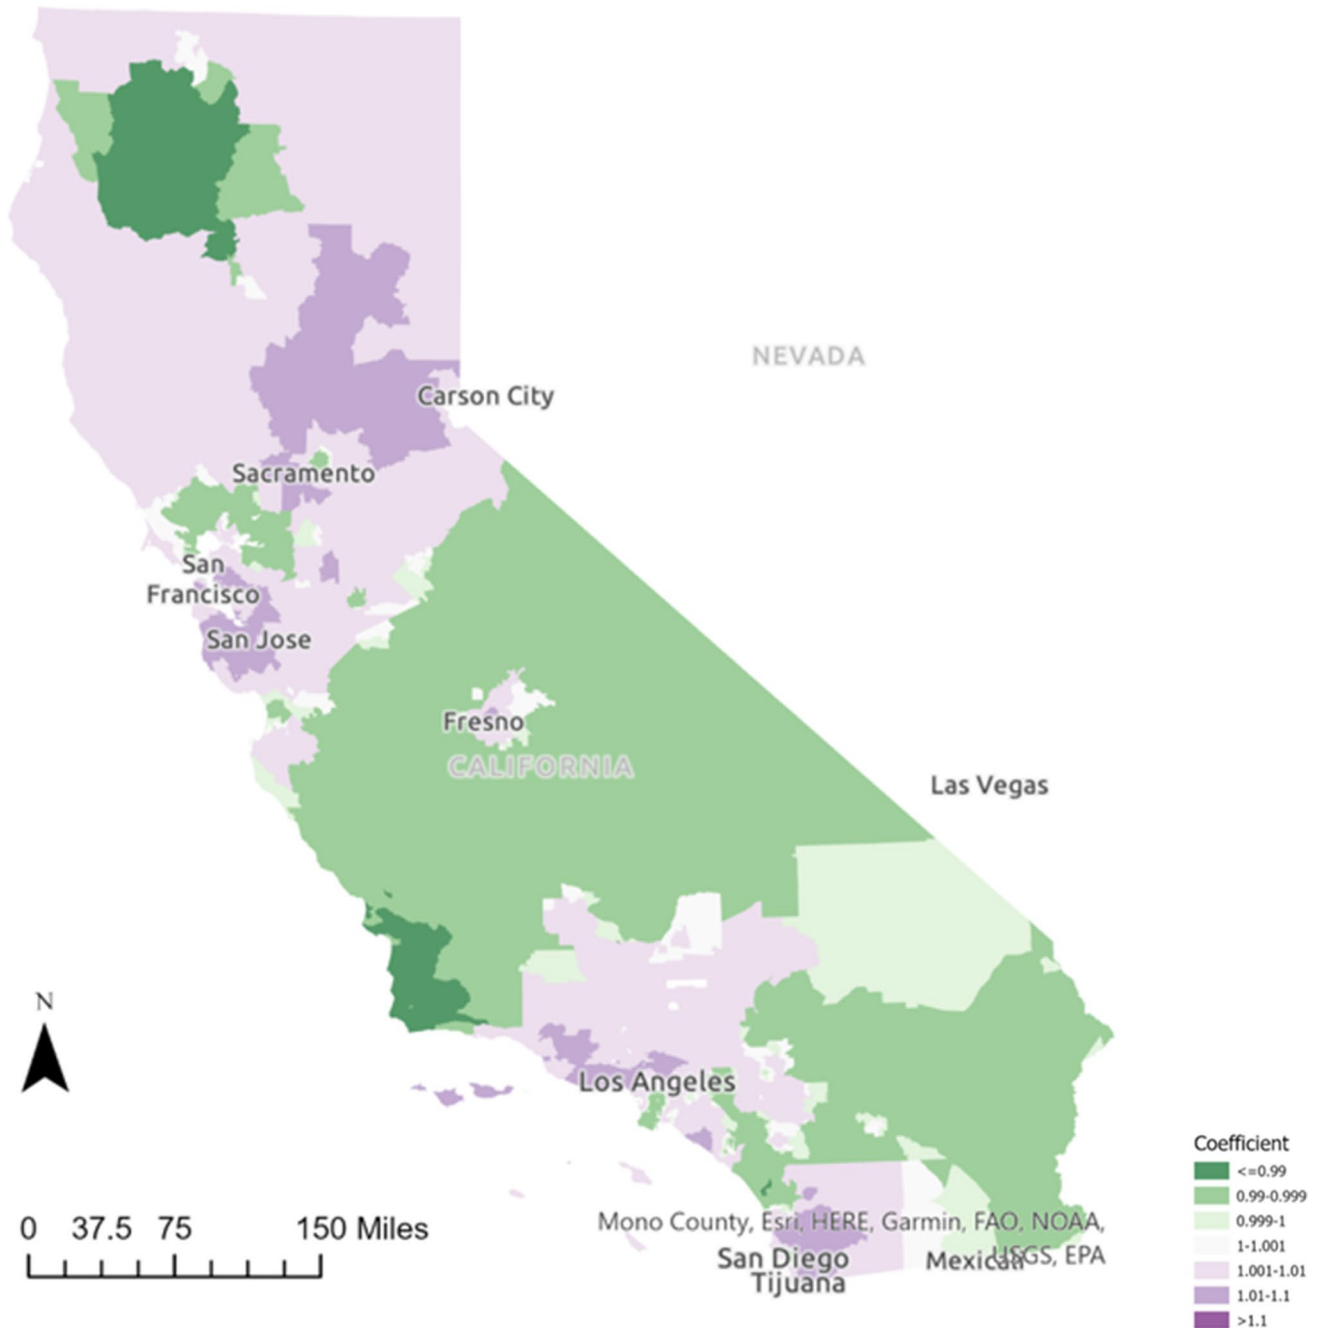 NEVADA
Carson City
Sacramento
San
Francisco
San Jose
Fresno
CALIFORNIA
Las Vegas
N
Los Angeles
Coefficient
<=0.99
0.99-0.999
0.999-1
1-1.001
1.001-1.01
1.01-1.1
>1.1
0 37.5 75 150 Miles
Mono County, Esri, HERE, Garmin, FAO, NOAA,
USGS, EPA
San Diego
Mexicali
Tijuana